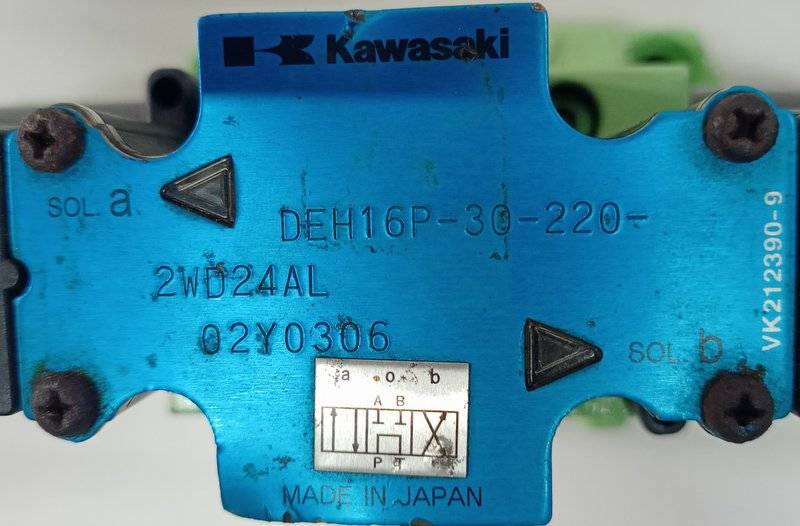 Kawasaki
SOL. a
DEH16P-30-220-
2WD24AL
02Y0306
SOL. b
VK212390-9
a o b
A B
P T
MADE IN JAPAN